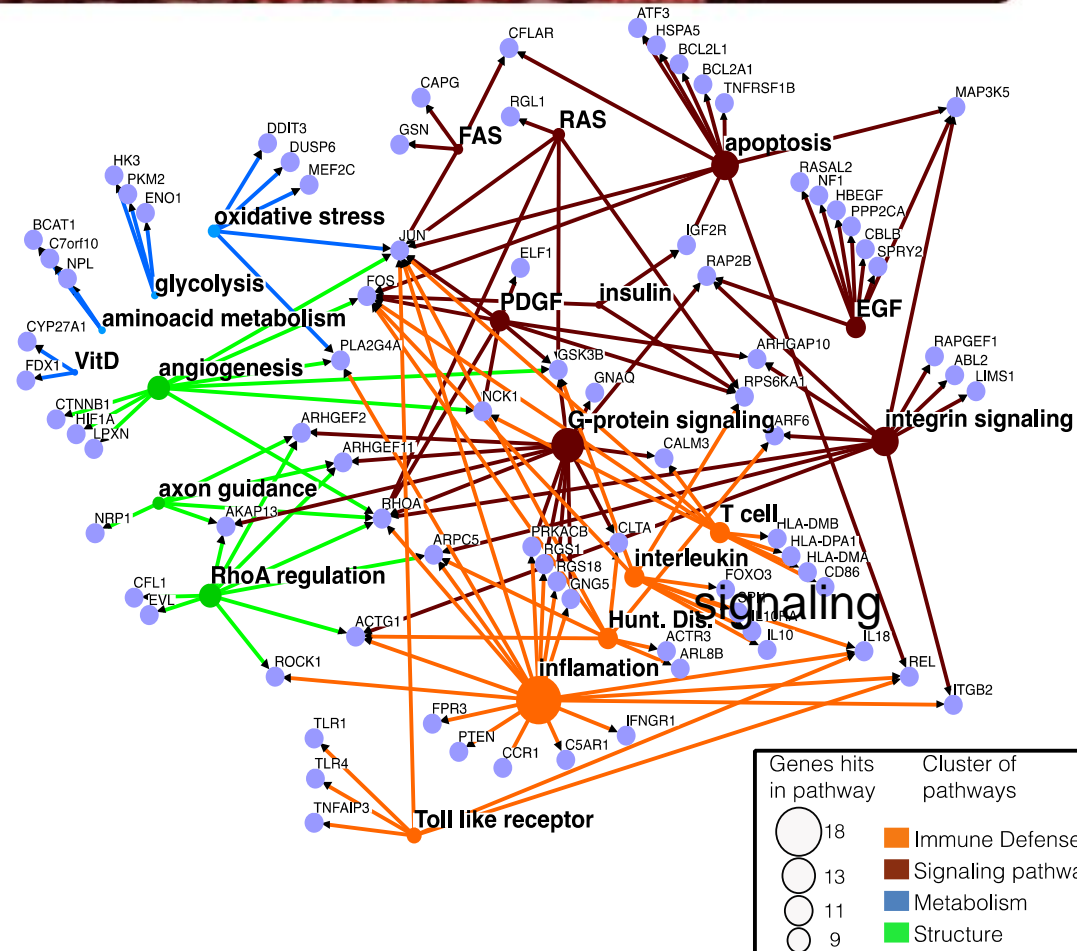 ATF3
HSPA5
CFLAR
BCL2L1
BCL2A1
CAPG
TNFRSF1B
MAP3K5
RGL1
RAS
GSN
FAS
apoptosis
DDIT3
DUSP6
HK3
PKM2
MEF2C
RASAL2
NF1
ENO1
HBEGF
oxidative stress
PPP2CA
BCAT1
JUN
CBLB
C7orf10
IGF2R
SPRY2
NPL
ELF1
RAP2B
glycolysis
FOS
insulin
PDGF
EGF
aminoacid metabolism
CYP27A1
PLA2G4A
ARHGAP10
RAPGEF1
VitD
FDX1
angiogenesis
GSK3B
ABL2
GNAQ
RPS6KA1
LIMS1
NCK1
CTNNB1
HIF1A
ARHGEF2
G-protein signaling
ARF6
integrin signaling
LPXN
ARHGEF11
CALM3
axon guidance
RHOA
T cell
NRP1
AKAP13
HLA-DMB
PRKACB
CLTA
HLA-DPA1
ARPC5
RGS1
interleukin
HLA-DMA
RhoA regulation
RGS18
CD86
CFL1
GNG5
FOXO3
EVL
signaling
ACTG1
Hunt. Dis.
IL10RA
ACTR3
IL10
IL18
ARL8B
ROCK1
inflamation
REL
ITGB2
FPR3
IFNGR1
TLR1
PTEN
CCR1
C5AR1
TLR4
TNFAIP3
Toll like receptor
Genes hits
in pathway
Cluster of
pathways
18
Immune Defense
13
Signaling pathwa
11
Metabolism
9
Structure